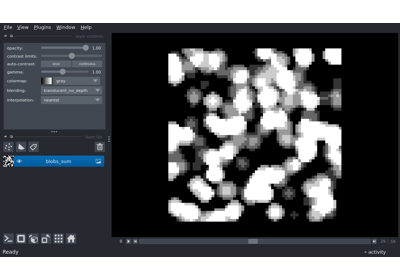 File View Plugins Window Help
opacity: 1.00
contrast limits:
auto-contrast: once continuous
gamma: 1.00
colormap: gray
blending: translucent_no_depth
interpolation: nearest
blobs_sum
Ready
activity